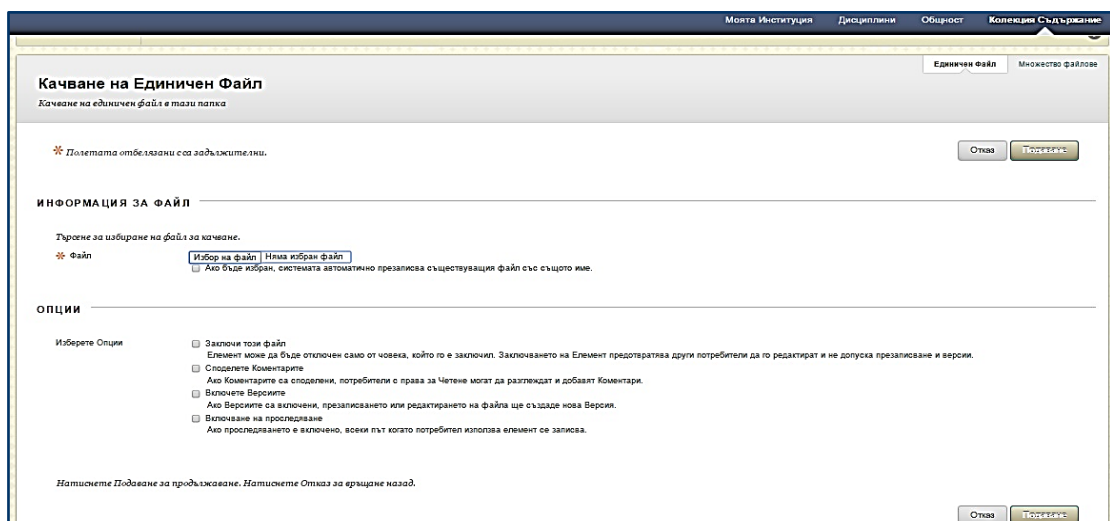 Моята Институция Дисциплини Общност Колекция Съдържание
Единичен Файл Множество файлове
Качване на Единичен Файл
Качване на единичен файл в тази папка
Полетата отбелязани с са задължителни.
Отказ Подаване
ИНФОРМАЦИЯ ЗА ФАЙЛ
Търсене за избиране на файл за качване.
Файл Избор на файл Няма избран файл
Ако бъде избран, системата автоматично презаписва съществуващия файл със същото име.
ОПЦИИ
Изберете Опции Заключи този файл
Елемент може да бъде отключен само от човека, който го е заключил. Заключването на Елемент предотвратява други потребители да го редактират и не допуска презаписване и версии.
Споделете Коментарите
Ако Коментарите са споделени, потребители с права за Четене могат да разглеждат и добавят Коментари.
Включете Версиите
Ако Версиите са включени, презаписването или редактирането на файла ще създаде нова Версия.
Включване на проследяване
Ако проследяването е включено, всеки път когато потребител използва елемент се записва.
Натиснете Подаване за продължаване. Натиснете Отказ за връщане назад.
Отказ Подаване